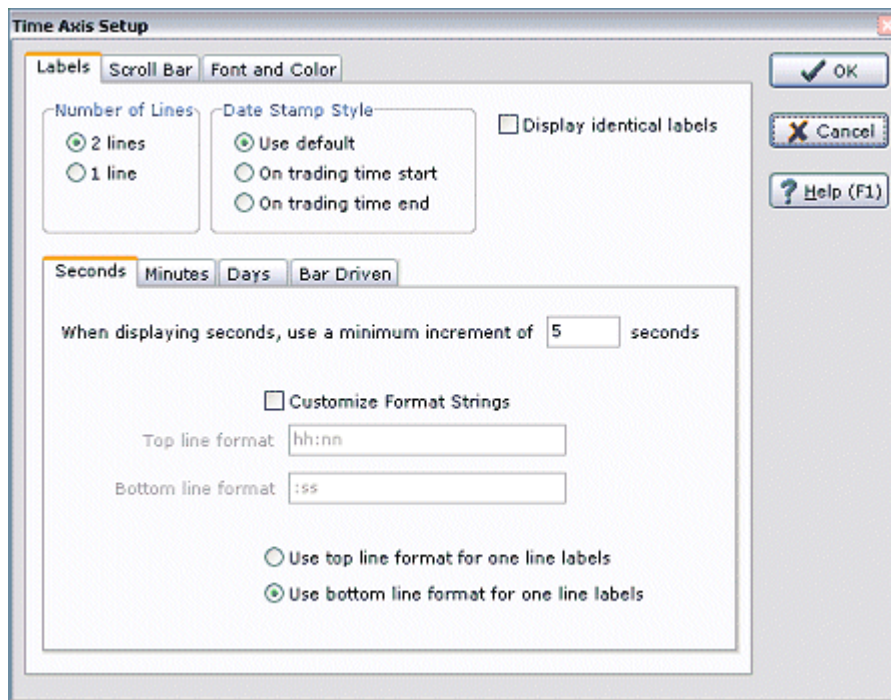 Time Axis Setup
Labels Scroll Bar Font and Color
OK
Cancel
Help (F1)
Number of Lines
2 lines
1 line
Date Stamp Style
Use default
On trading time start
On trading time end
Display identical labels
Seconds Minutes Days Bar Driven
When displaying seconds, use a minimum increment of 5 seconds
Customize Format Strings
Top line format hh:nn
Bottom line format :ss
Use top line format for one line labels
Use bottom line format for one line labels